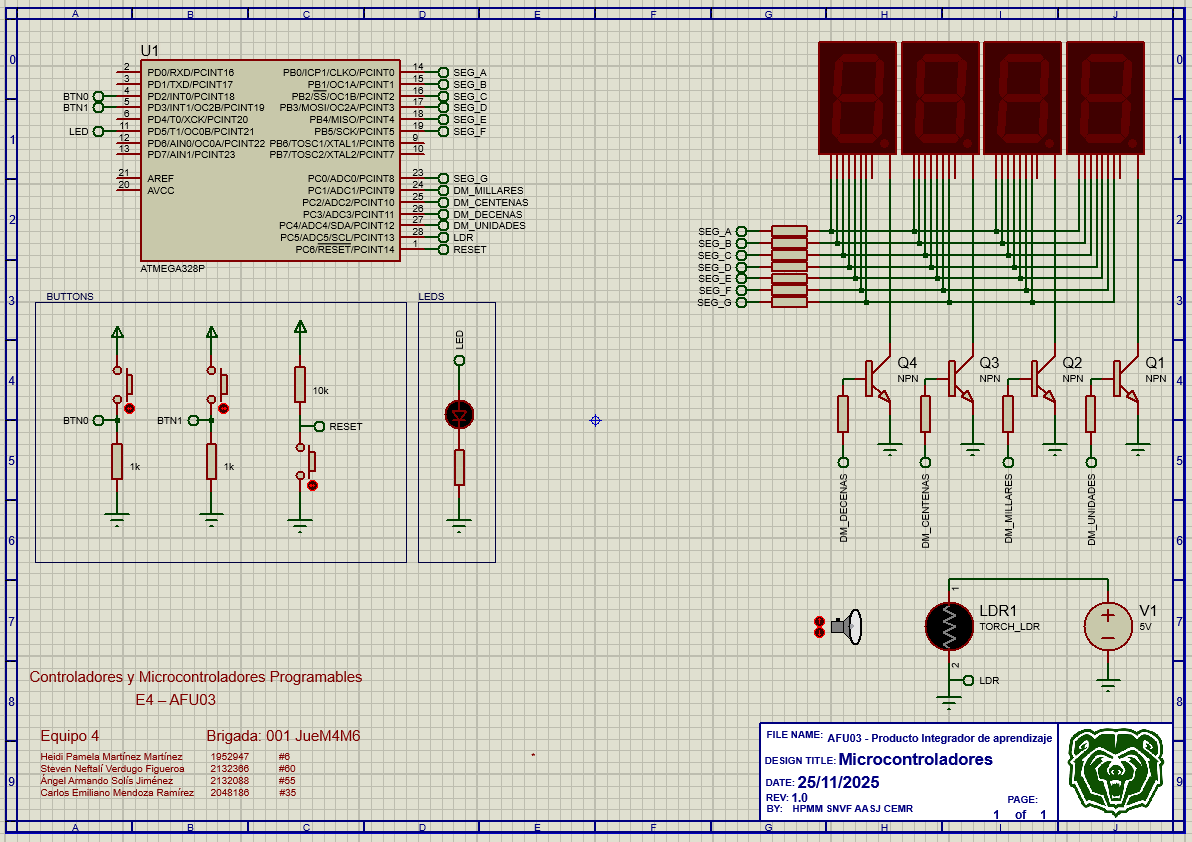 A B C D E F G H I J
0 0
1 1
2 2
3 3
4 4
5 5
6 6
7 7
8 8
9 9
U1
2 PD0/RXD/PCINT16 PB0/ICP1/CLKO/PCINT0 14 SEG_A
3 PD1/TXD/PCINT17 PB1/OC1A/PCINT1 15 SEG_B
BTN0 4 PD2/INT0/PCINT18 PB2/SS/OC1B/PCINT2 16 SEG_C
BTN1 5 PD3/INT1/OC2B/PCINT19 PB3/MOSI/OC2A/PCINT3 17 SEG_D
6 PD4/T0/XCK/PCINT20 PB4/MISO/PCINT4 18 SEG_E
LED 11 PD5/T1/OC0B/PCINT21 PB5/SCK/PCINT5 19 SEG_F
12 PD6/AIN0/OC0A/PCINT22 PB6/TOSC1/XTAL1/PCINT6 9
13 PD7/AIN1/PCINT23 PB7/TOSC2/XTAL2/PCINT7 10
21 AREF PC0/ADC0/PCINT8 23 SEG_G
20 AVCC PC1/ADC1/PCINT9 24 DM_MILLARES
PC2/ADC2/PCINT10 25 DM_CENTENAS
PC3/ADC3/PCINT11 26 DM_DECENAS
PC4/ADC4/SDA/PCINT12 27 DM_UNIDADES
PC5/ADC5/SCL/PCINT13 28 LDR
PC6/RESET/PCINT14 1 RESET
ATMEGA328P
SEG_A
SEG_B
SEG_C
SEG_D
SEG_E
SEG_F
SEG_G
BUTTONS
LEDS
BTN0
1k
BTN1
1k
10k
RESET
LED
Q4
NPN
Q3
NPN
Q2
NPN
Q1
NPN
DM_DECENAS
DM_CENTENAS
DM_MILLARES
DM_UNIDADES
1
LDR1
TORCH_LDR
2
LDR
V1
5V
Controladores y Microcontroladores Programables
E4 – AFU03
Equipo 4 Brigada: 001 JueM4M6
Heidi Pamela Martínez Martínez 1952947 #6
Steven Neftalí Verdugo Figueroa 2132366 #60
Ángel Armando Solís Jiménez 2132088 #55
Carlos Emiliano Mendoza Ramírez 2048186 #35
FILE NAME: AFU03 - Producto Integrador de aprendizaje
DESIGN TITLE: Microcontroladores
DATE: 25/11/2025
REV: 1.0
BY: HPMM SNVF AASJ CEMR
PAGE:
1 of 1
A B C D E F G H I J